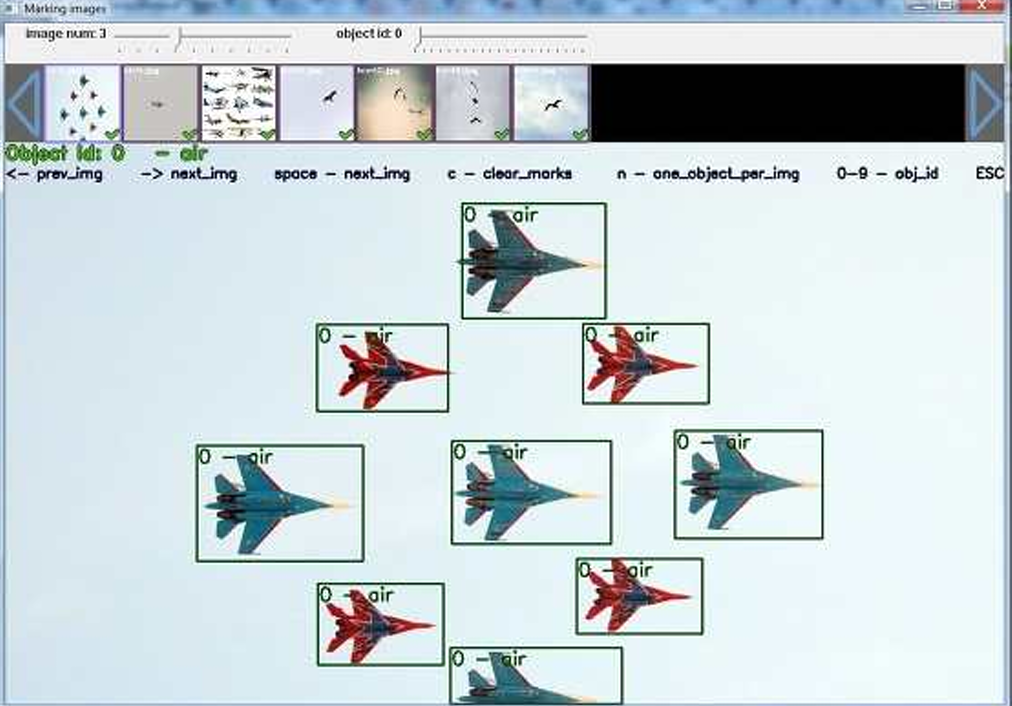 Marking images
image num: 3
object id: 0
Object id: 0 - air
<- prev_img -> next_img space - next_img c - clear_marks n - one_object_per_img 0-9 - obj_id ESC
0 - air
0 - air
0 - air
0 - air
0 - air
0 - air
0 - air
0 - air
0 - air